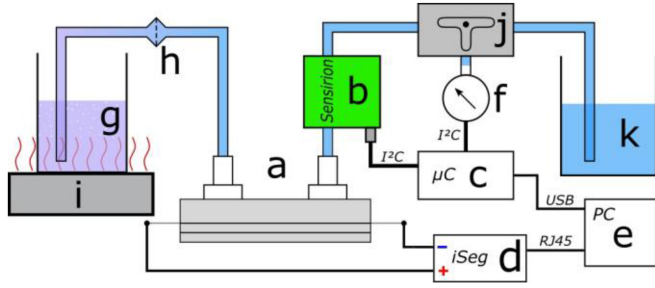 h
j
Sensirion
b
g
f
k
a
I²C
I²C
µC c
i
USB
PC
e
− iSeg d
+
RJ45